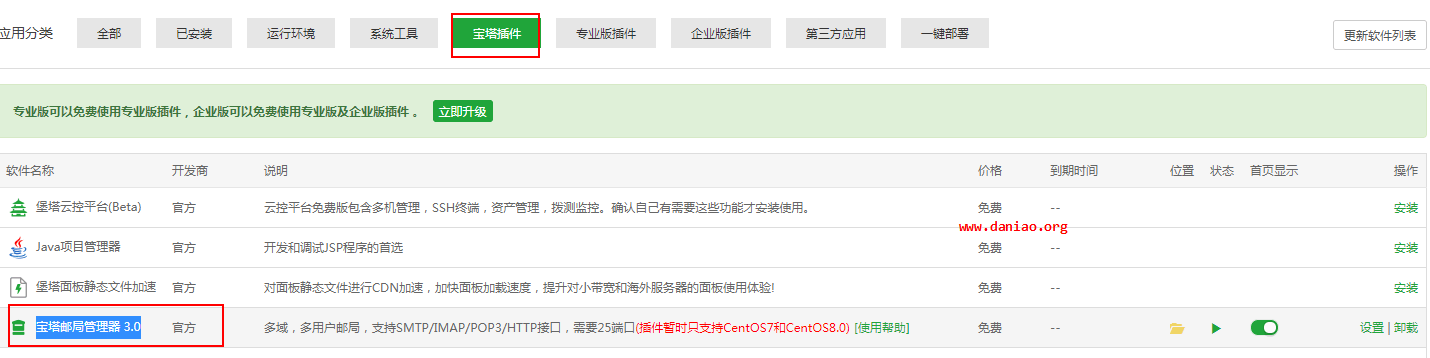 应用分类 全部 已安装 运行环境 系统工具 宝塔插件 专业版插件 企业版插件 第三方应用 一键部署 更新软件列表
专业版可以免费使用专业版插件，企业版可以免费使用专业版及企业版插件 。 立即升级
软件名称 开发商 说明 价格 到期时间 位置 状态 首页显示 操作
堡塔云控平台(Beta) 官方 云控平台免费版包含多机管理，SSH终端，资产管理，拨测监控。确认自己有需要这些功能才安装使用。 免费 -- 安装
www.daniao.org
Java项目管理器 官方 开发和调试JSP程序的首选 免费 -- 安装
堡塔面板静态文件加速 官方 对面板静态文件进行CDN加速，加快面板加载速度，提升对小带宽和海外服务器的面板使用体验! 免费 -- 安装
宝塔邮局管理器 3.0 官方 多域，多用户邮局，支持SMTP/IMAP/POP3/HTTP接口，需要25端口(插件暂时只支持CentOS7和CentOS8.0) [使用帮助] 免费 -- 设置 | 卸载